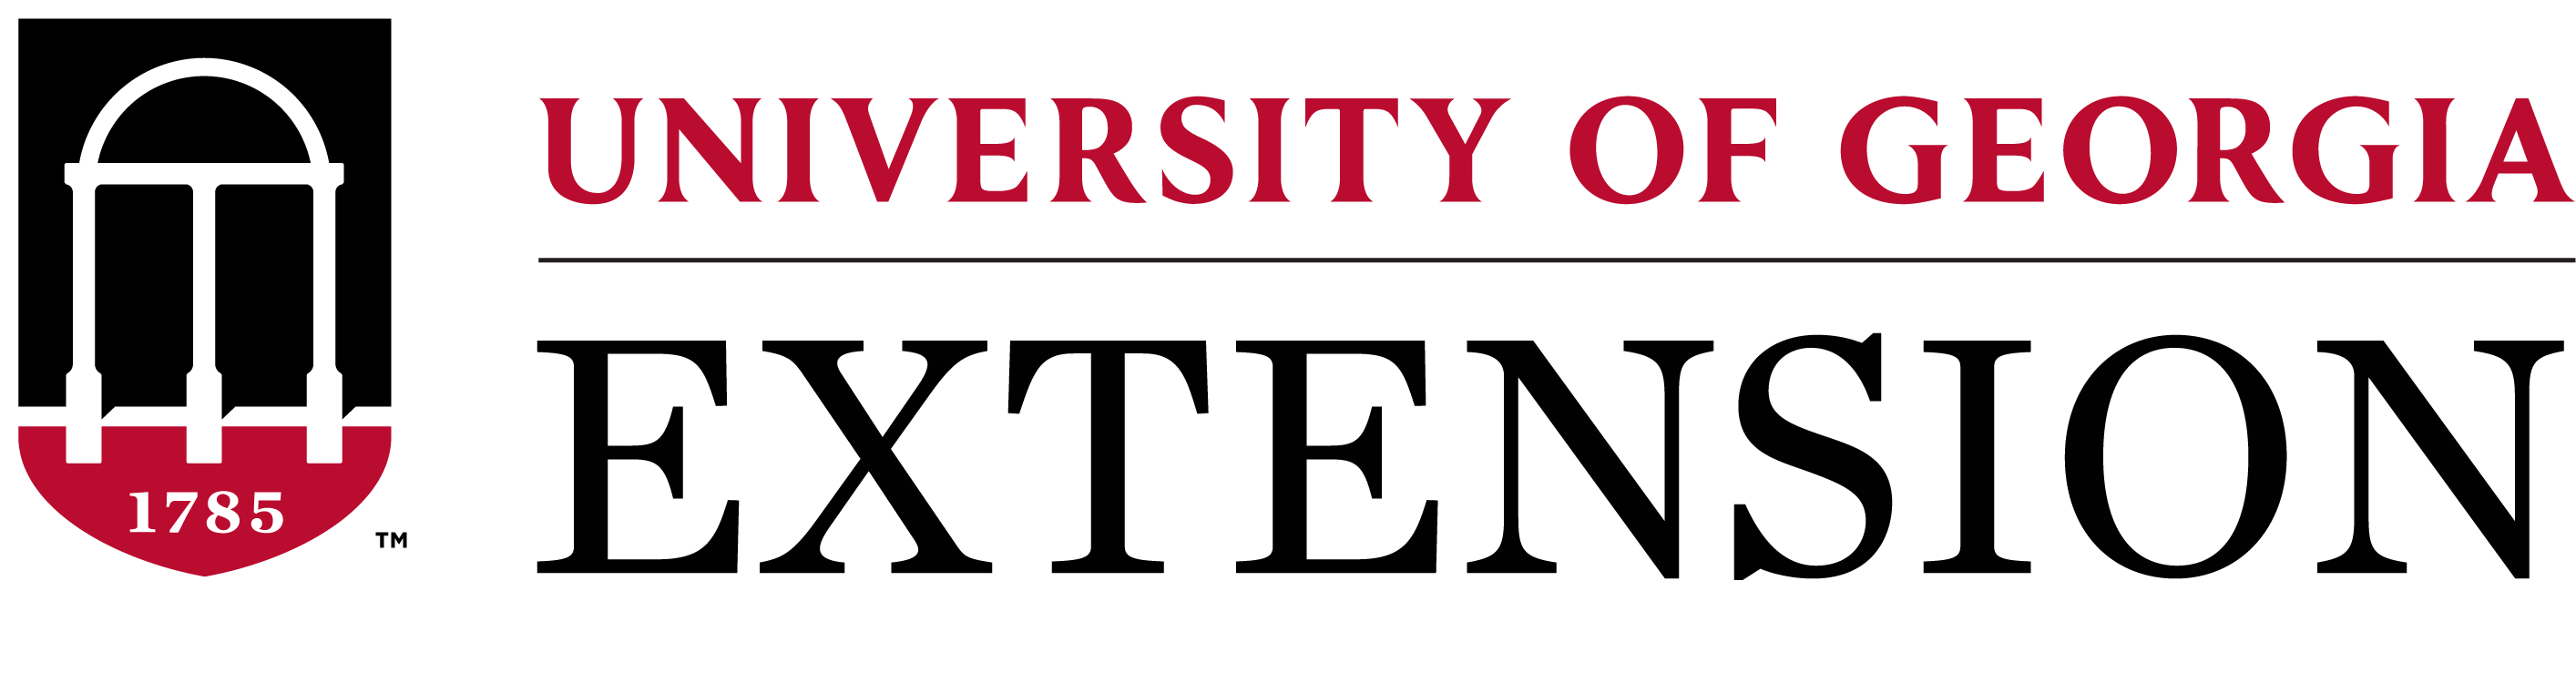 UNIVERSITY OF GEORGIA
EXTENSION
1785
TM